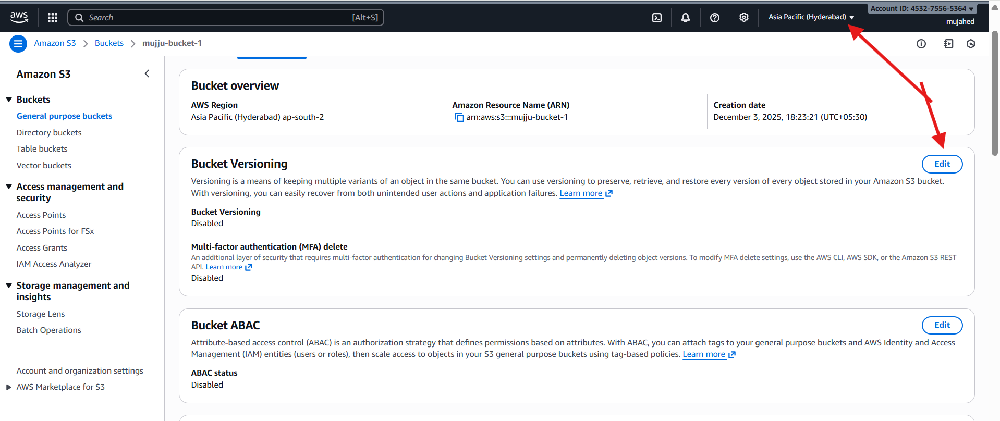 aws
Search
[Alt+S]
Asia Pacific (Hyderabad)
Account ID: 4532-7556-5364
mujahed
Amazon S3
Buckets
mujju-bucket-1
Amazon S3
Buckets
General purpose buckets
Directory buckets
Table buckets
Vector buckets
Access management and
security
Access Points
Access Points for FSx
Access Grants
IAM Access Analyzer
Storage management and
insights
Storage Lens
Batch Operations
Account and organization settings
AWS Marketplace for S3
Bucket overview
AWS Region
Asia Pacific (Hyderabad) ap-south-2
Amazon Resource Name (ARN)
arn:aws:s3:::mujju-bucket-1
Creation date
December 3, 2025, 18:23:21 (UTC+05:30)
Bucket Versioning
Edit
Versioning is a means of keeping multiple variants of an object in the same bucket. You can use versioning to preserve, retrieve, and restore every version of every object stored in your Amazon S3 bucket.
With versioning, you can easily recover from both unintended user actions and application failures. Learn more
Bucket Versioning
Disabled
Multi-factor authentication (MFA) delete
An additional layer of security that requires multi-factor authentication for changing Bucket Versioning settings and permanently deleting object versions. To modify MFA delete settings, use the AWS CLI, AWS SDK, or the Amazon S3 REST
API. Learn more
Disabled
Bucket ABAC
Edit
Attribute-based access control (ABAC) is an authorization strategy that defines permissions based on attributes. With ABAC, you can attach tags to your general purpose buckets and AWS Identity and Access
Management (IAM) entities (users or roles), then scale access to objects in your S3 general purpose buckets using tag-based policies. Learn more
ABAC status
Disabled